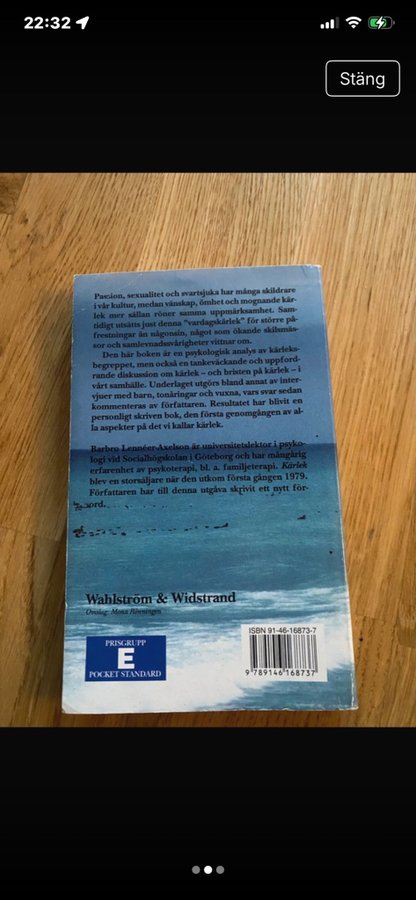 22:32
Stäng
Passion, sexualitet och svartsjuka har många skildrare
i vår kultur, medan vänskap, ömhet och mognande kär-
lek mer sällan röner samma uppmärksamhet. Sam-
tidigt utsätts just denna "vardagskärlek" för större på-
frestningar än någonsin, något som ökande skilsmäs-
sor och samlevnadssvårigheter vittnar om.
Den här boken är en psykologisk analys av kärleks-
begreppet, men också en tankeväckande och uppford-
rande diskussion om kärlek – och bristen på kärlek – i
vårt samhälle. Underlaget utgörs bland annat av inter-
vjuer med barn, tonåringar och vuxna, vars svar sedan
kommenteras av författaren. Resultatet har blivit en
personligt skriven bok, den första genomgången av al-
la aspekter på det vi kallar kärlek.
Barbro Lennéer-Axelson är universitetslektor i psyko-
logi vid Socialhögskolan i Göteborg och har mångårig
erfarenhet av psykoterapi, bl. a. familjeterapi. Kärlek
blev en storsäljare när den utkom första gången 1979.
Författaren har till denna utgåva skrivit ett nytt för-
ord.
Wahlström & Widstrand
Omslag: Mona Rönningen
PRISGRUPP
E
POCKET STANDARD
ISBN 91-46-16873-7
9 789146 168737